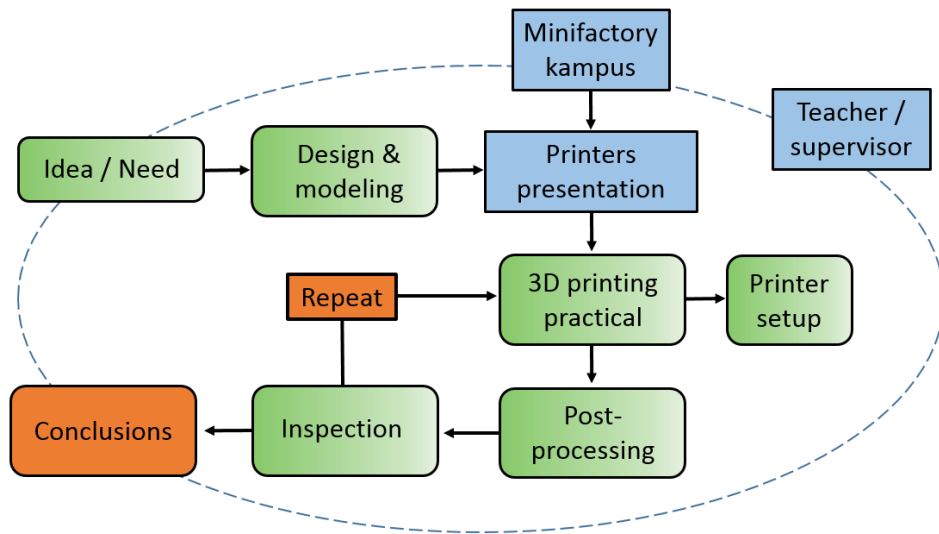 Minifactory
kampus
Teacher /
supervisor
Idea / Need
Design &
modeling
Printers
presentation
Repeat
3D printing
practical
Printer
setup
Conclusions
Inspection
Post-
processing